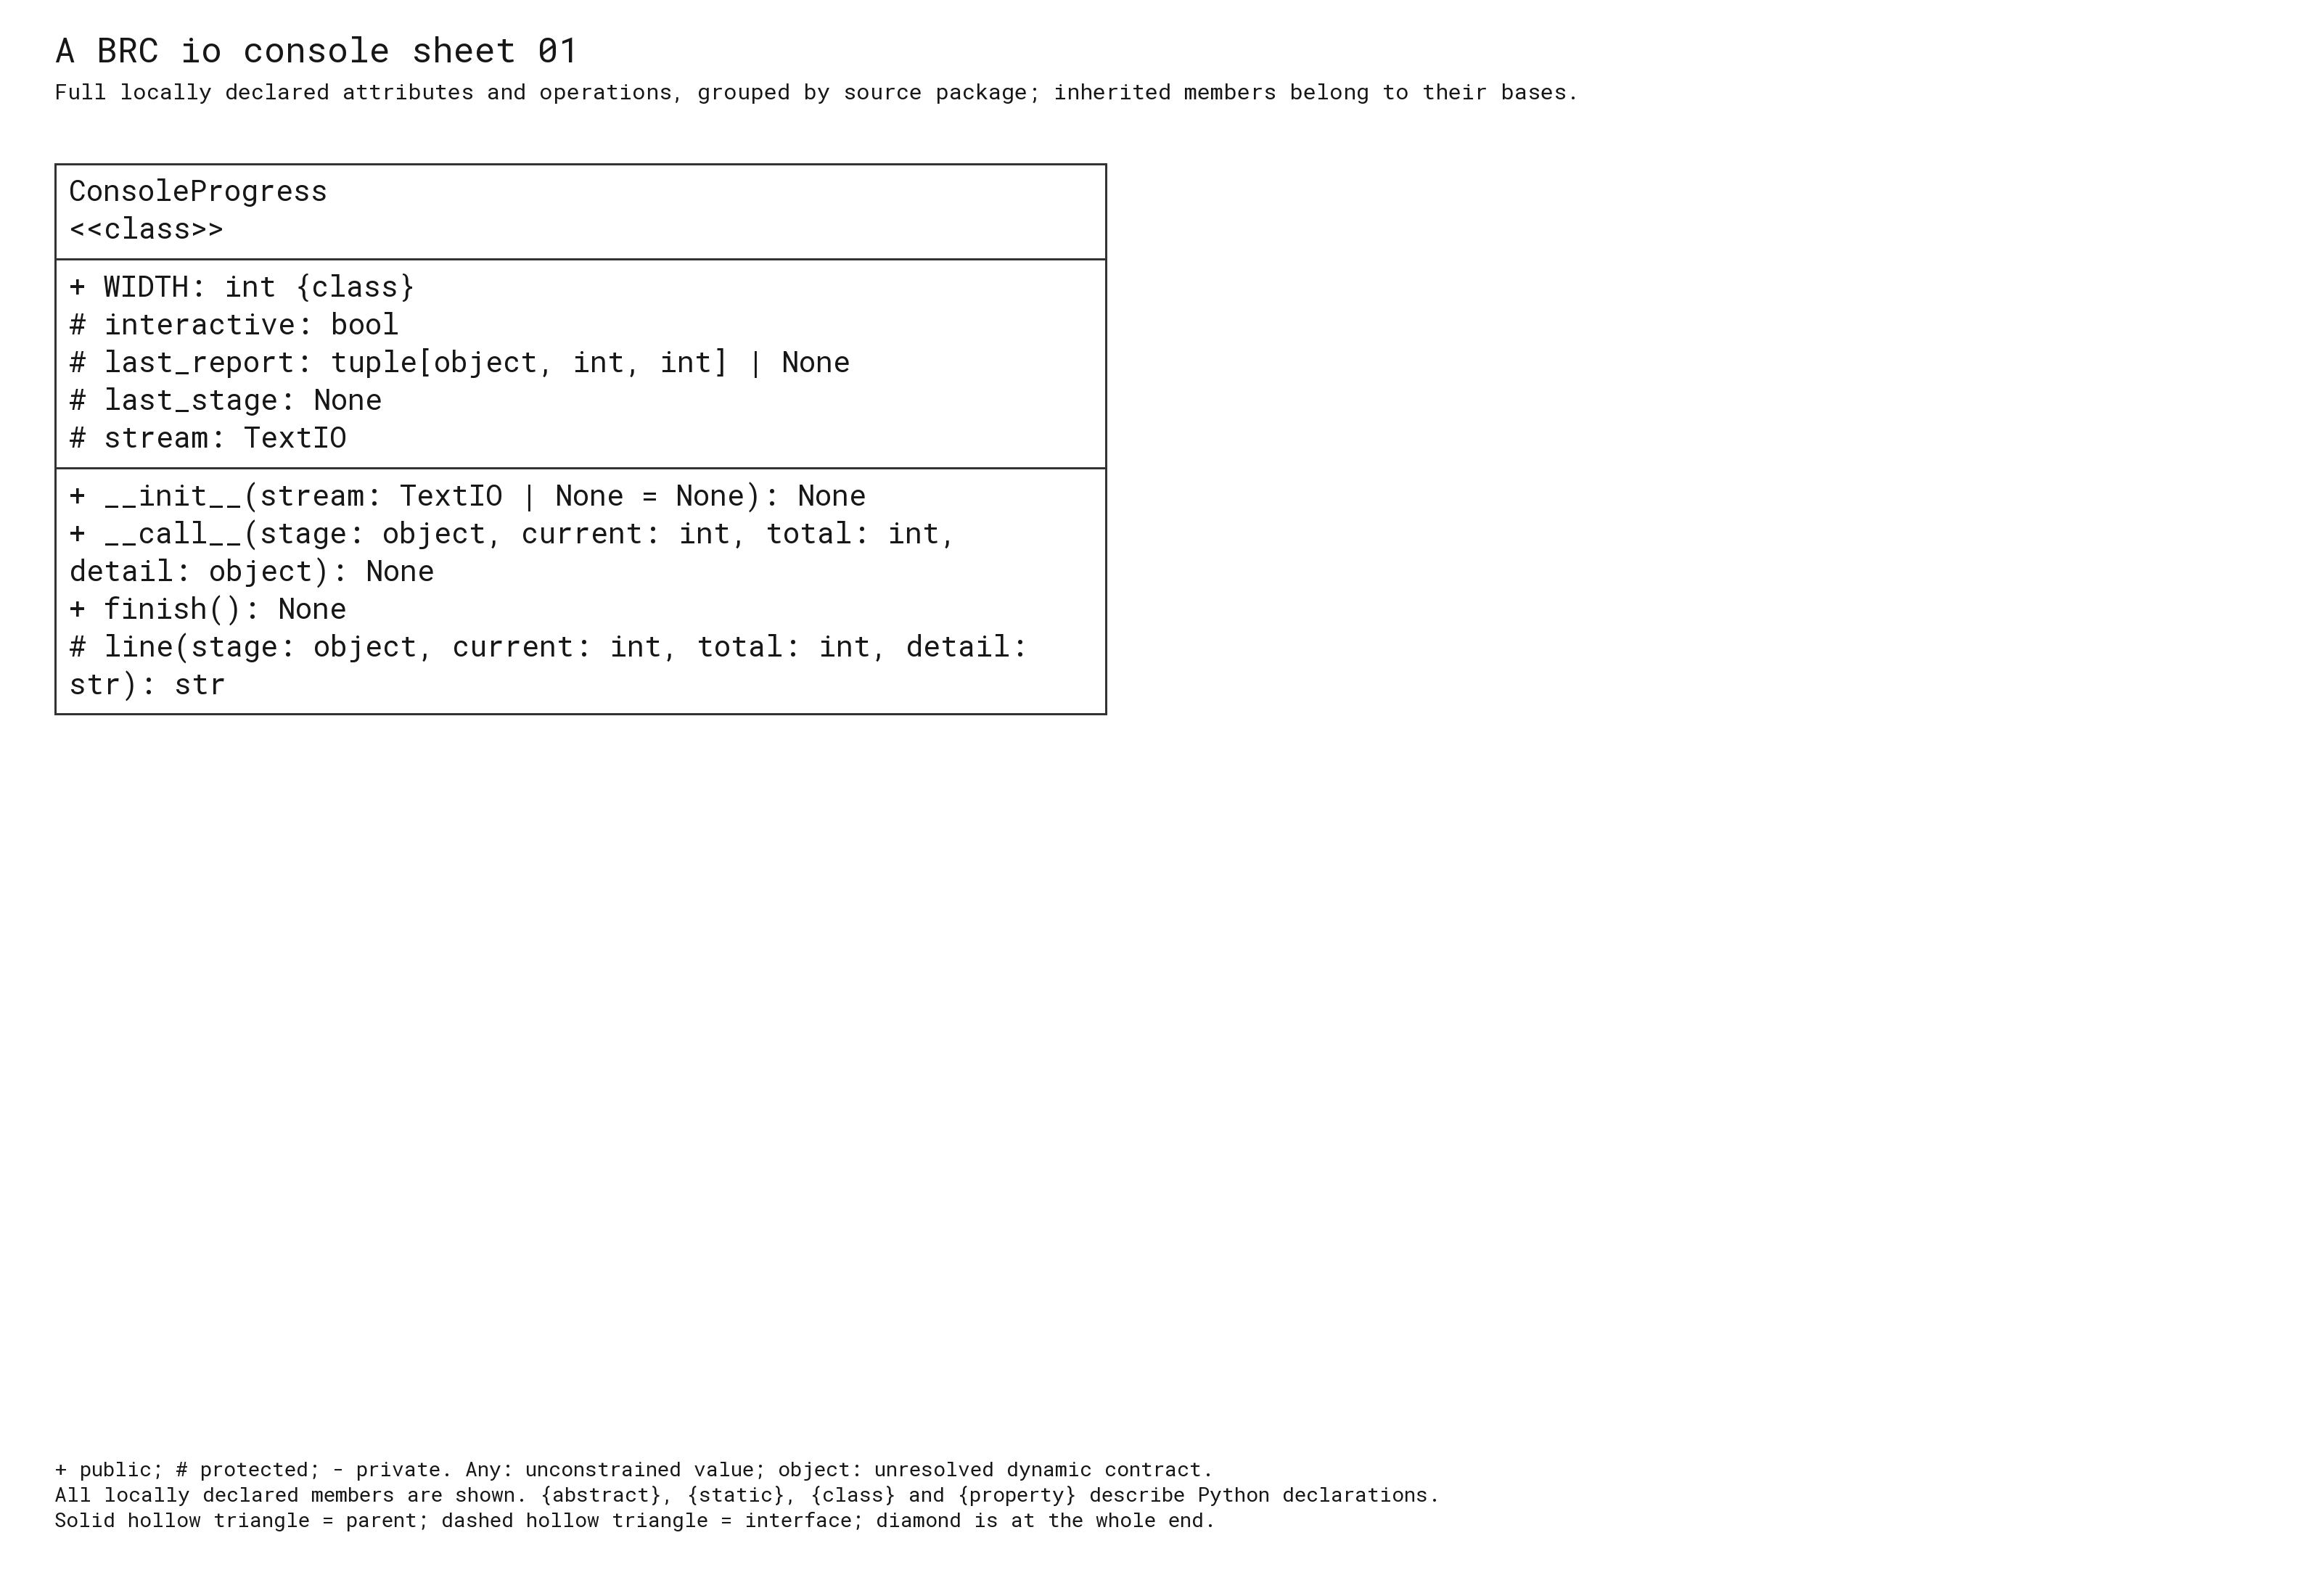 A BRC io console sheet 01
Full locally declared attributes and operations, grouped by source package; inherited members belong to their bases.
ConsoleProgress
<<class>>
+ WIDTH: int {class}
# interactive: bool
# last_report: tuple[object, int, int] | None
# last_stage: None
# stream: TextIO
+ __init__(stream: TextIO | None = None): None
+ __call__(stage: object, current: int, total: int,
detail: object): None
+ finish(): None
# line(stage: object, current: int, total: int, detail:
str): str
+ public; # protected; - private. Any: unconstrained value; object: unresolved dynamic contract.
All locally declared members are shown. {abstract}, {static}, {class} and {property} describe Python declarations.
Solid hollow triangle = parent; dashed hollow triangle = interface; diamond is at the whole end.